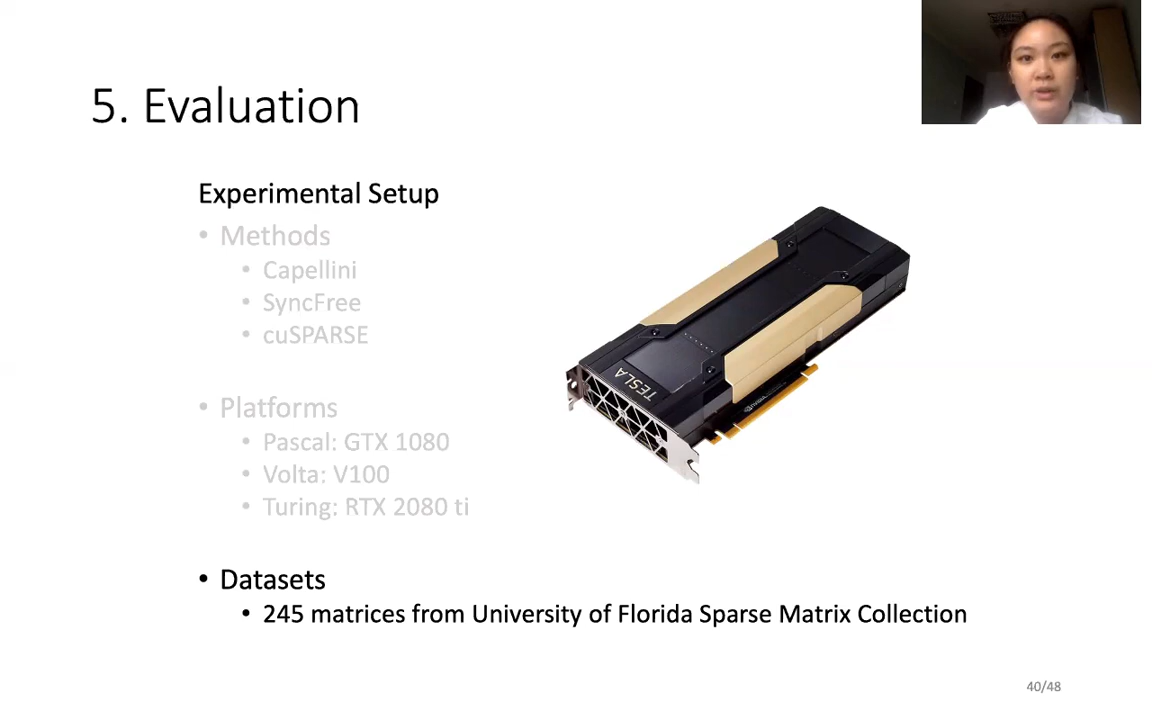 5. Evaluation
Experimental Setup
• Methods
• Capellini
• SyncFree
• cuSPARSE
TESLA
• Platforms
• Pascal: GTX 1080
• Volta: V100
• Turing: RTX 2080 ti
• Datasets
• 245 matrices from University of Florida Sparse Matrix Collection
40/48